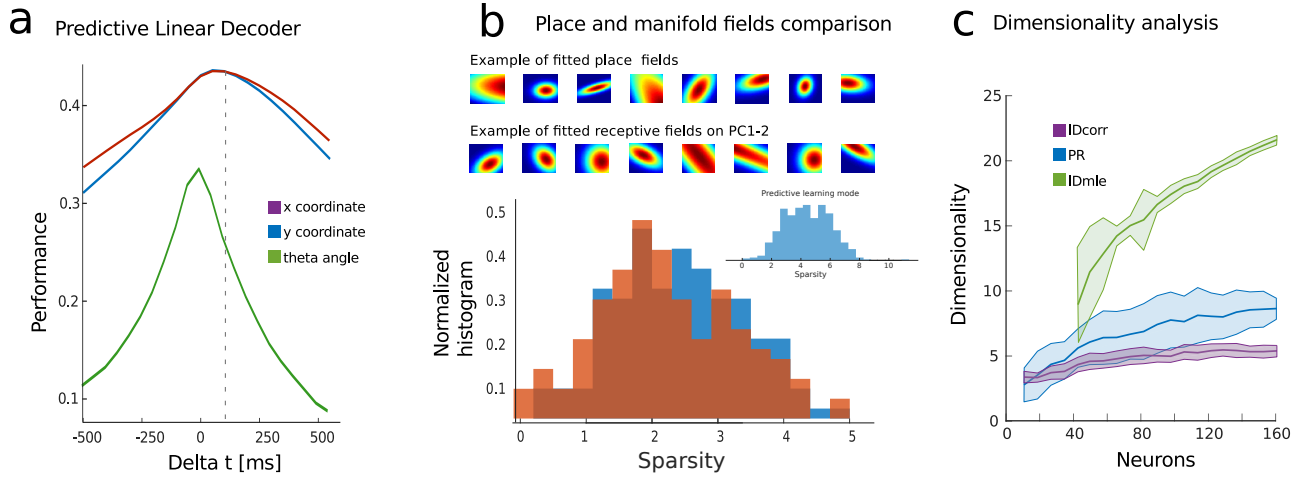 a
Predictive Linear Decoder
0.4
0.3
0.2
0.1
Performance
x coordinate
y coordinate
theta angle
-500
-250
0
250
500
Delta t [ms]
b
Place and manifold fields comparison
Example of fitted place fields
Example of fitted receptive fields on PC1-2
Predictive learning mode
0
2
4
6
8
10
Sparsity
0.5
0.4
0.3
0.2
0.1
Normalized
histogram
0
1
2
3
4
5
Sparsity
c
Dimensionality analysis
25
20
15
10
5
0
Dimensionality
IDcorr
PR
IDmle
0
40
80
120
160
Neurons